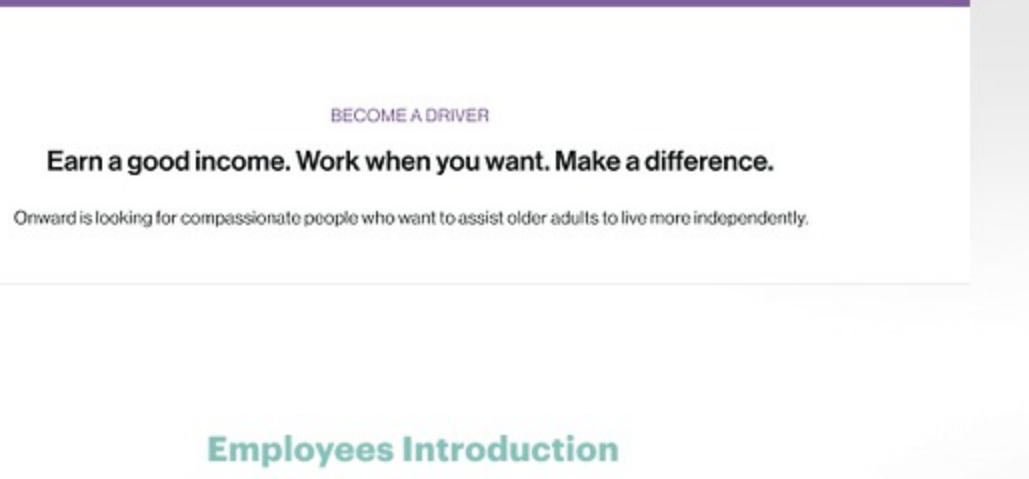 BECOME A DRIVER
Earn a good income. Work when you want. Make a difference.
Onward is looking for compassionate people who want to assist older adults to live more independently.
Employees Introduction